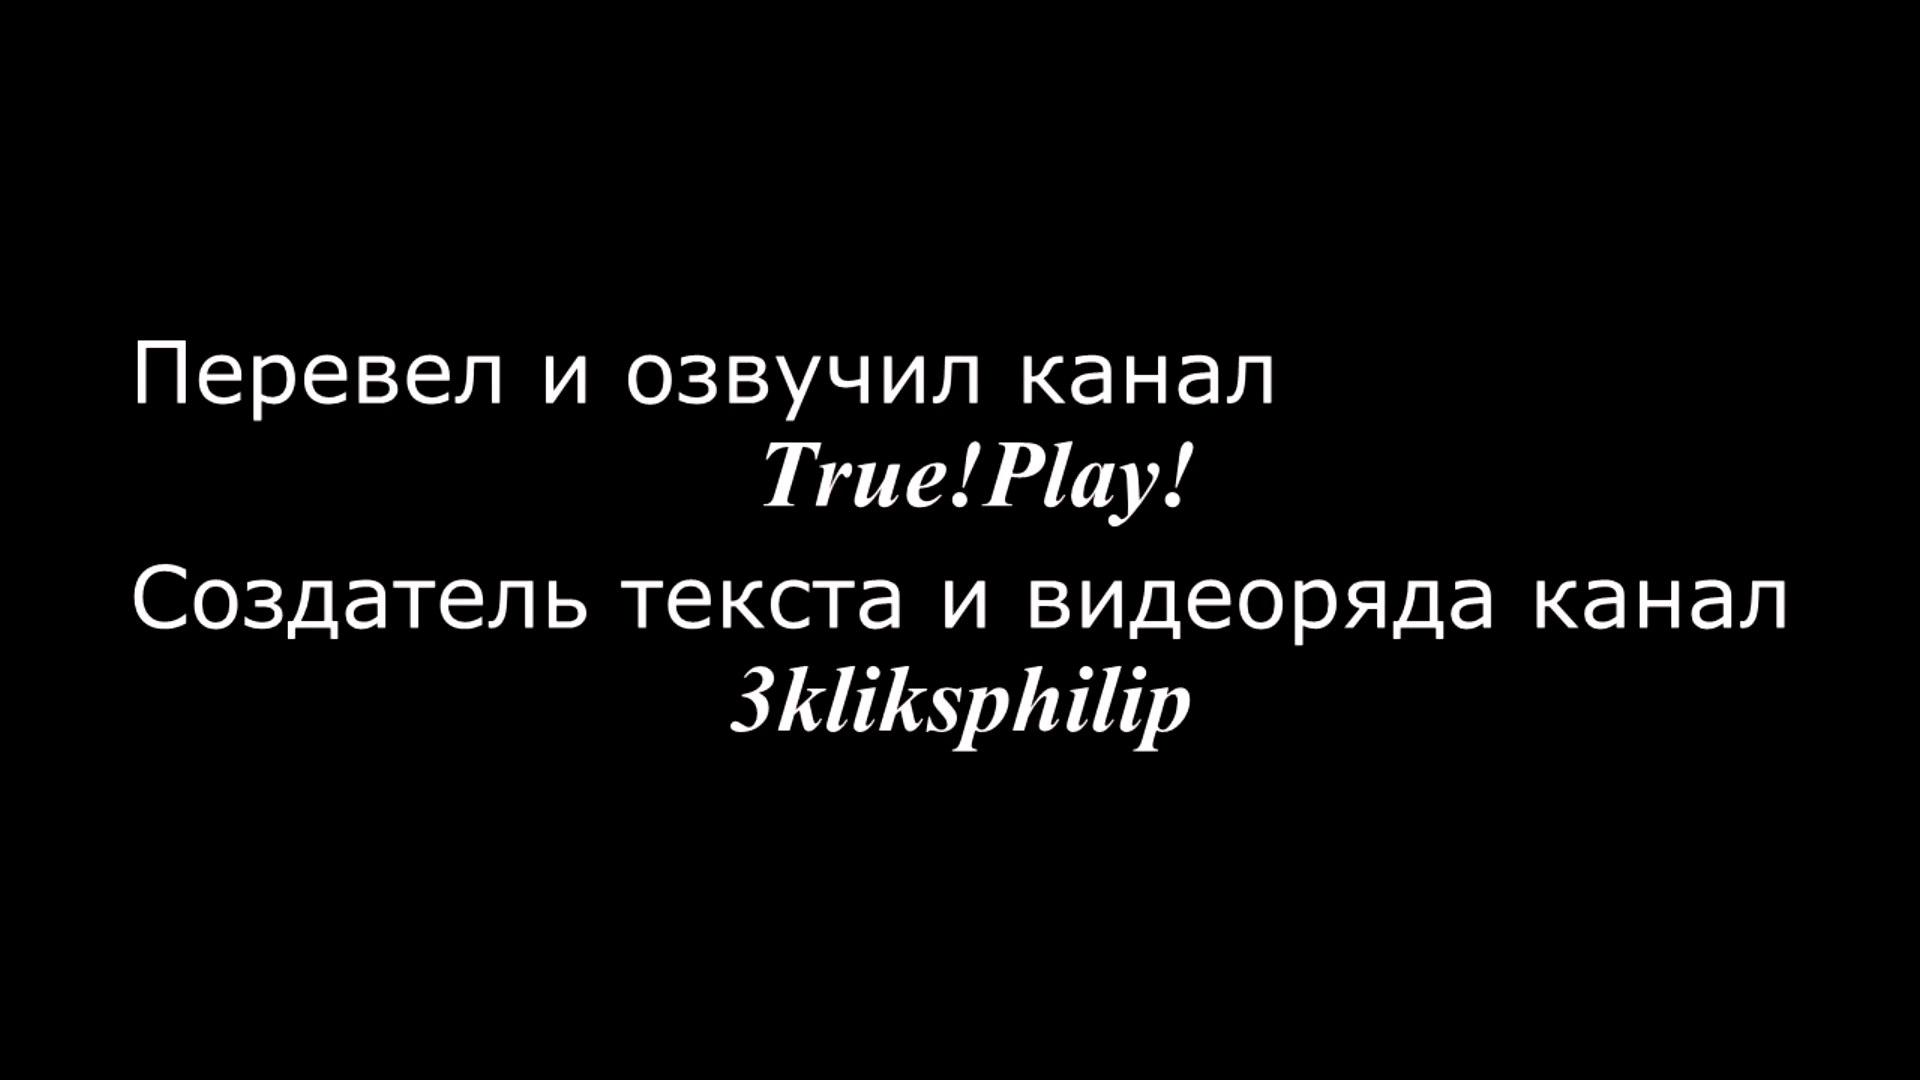 Перевел и озвучил канал
True!Play!
Создатель текста и видеоряда канал
3kliksphilip